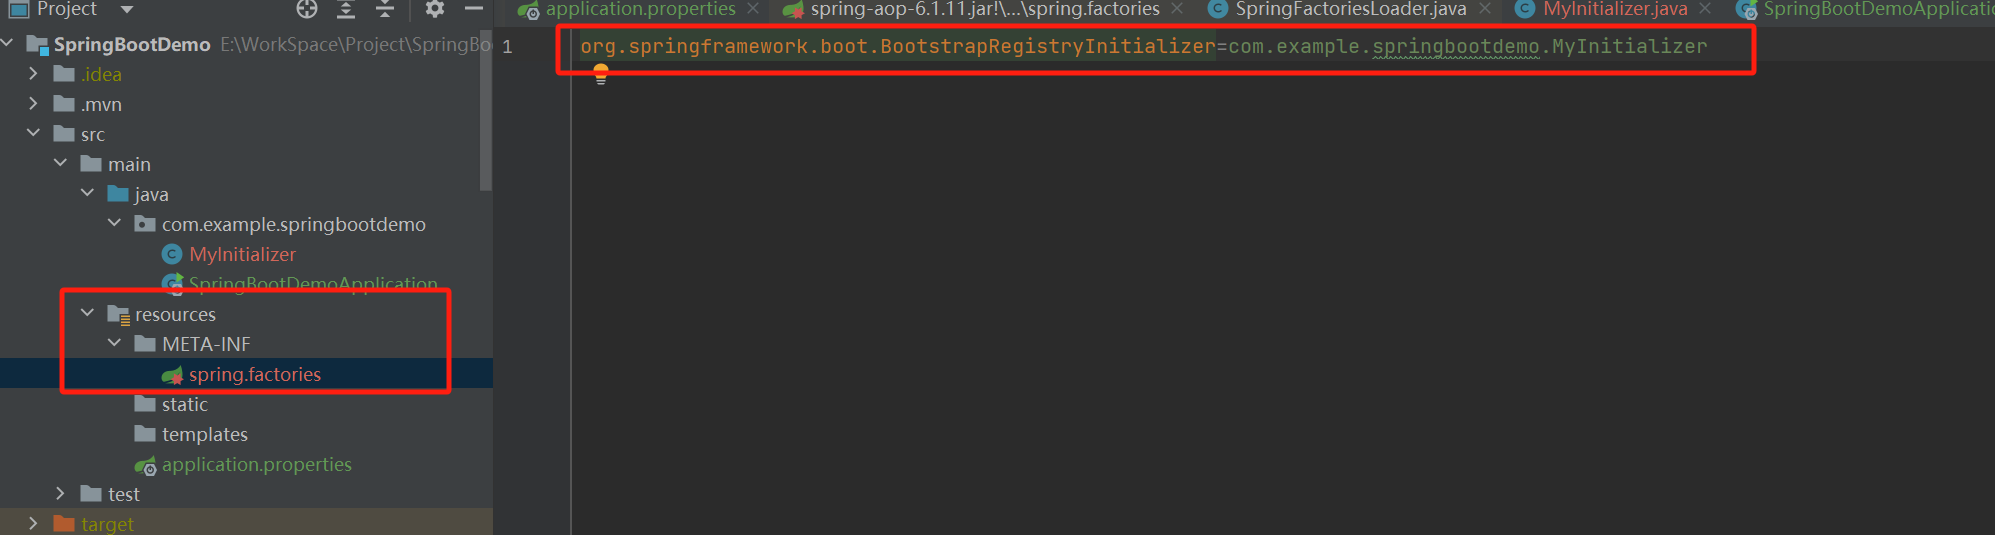 Project
application.properties
spring-aop-6.1.11.jar!\...\spring.factories
SpringFactoriesLoader.java
MyInitializer.java
SpringBootDemoApplicatio
SpringBootDemo E:\WorkSpace\Project\SpringBoo
.idea
.mvn
src
main
java
com.example.springbootdemo
MyInitializer
SpringBootDemoApplication
resources
META-INF
spring.factories
static
templates
application.properties
test
target
1
org.springframework.boot.BootstrapRegistryInitializer=com.example.springbootdemo.MyInitializer